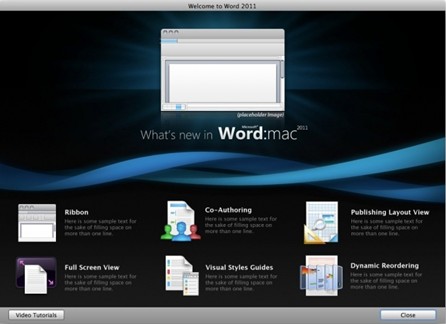 Welcome to Word 2011
(placeholder image)
What's new in Microsoft Word:mac 2011
Ribbon
Here is some sample text for
the sake of filling space on
more than one line.
Co-Authoring
Here is some sample text for
the sake of filling space on
more than one line.
Publishing Layout View
Here is some sample text for
the sake of filling space on
more than one line.
Full Screen View
Here is some sample text for
the sake of filling space on
more than one line.
Visual Styles Guides
Here is some sample text for
the sake of filling space on
more than one line.
Dynamic Reordering
Here is some sample text for
the sake of filling space on
more than one line.
Video Tutorials
Close